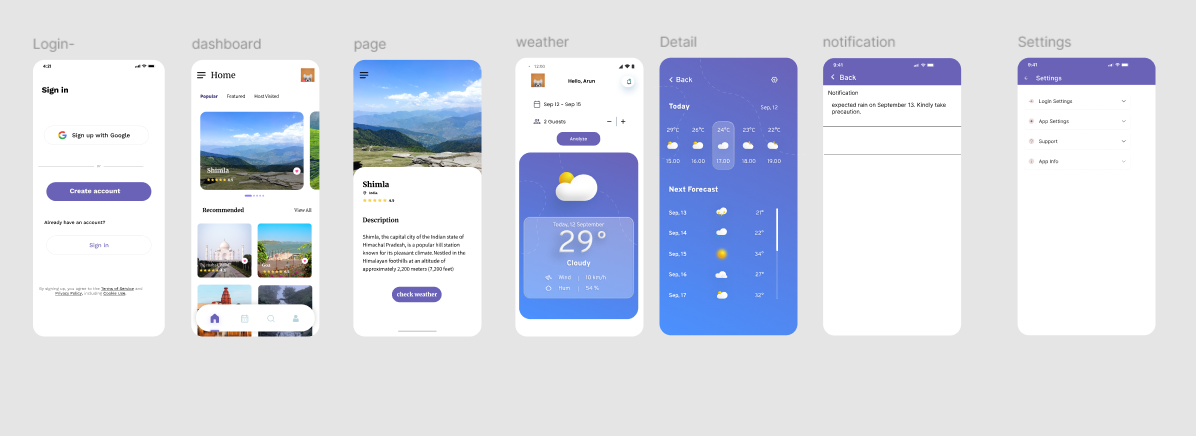 Login-
4:21
Sign in
Sign up with Google
or
Create account
Already have an account?
Sign in
By signing up, you agree to the Terms of Service and
Privacy Policy, including Cookie Use.
dashboard
Home
Popular
Featured
Most Visited
Shimla
4.5
Recommended
View All
Goa
page
Shimla
India
4.5
Description
Shimla, the capital city of the Indian state of
Himachal Pradesh, is a popular hill station
known for its pleasant climate. Nestled in the
Himalayan foothills at an altitude of
approximately 2,200 meters (7,200 feet)
check weather
weather
12:00
Hello, Arun
Sep 12 - Sep 15
2 Guests
Today, 12 September
29°
Cloudy
Wind | 10 km/h
Hum | 54 %
Detail
Back
Today
Sep, 12
29°C 26°C 24°C 23°C 22°C
15.00 16.00 17.00 18.00 19.00
Next Forecast
Sep, 13 21°
Sep, 14 22°
Sep, 15 34°
Sep, 16 27°
Sep, 17 32°
notification
9:41
Back
Notification
expected rain on September 13. Kindly take
precaution.
Settings
9:41
Settings
Login Settings
App Settings
Support
App Info